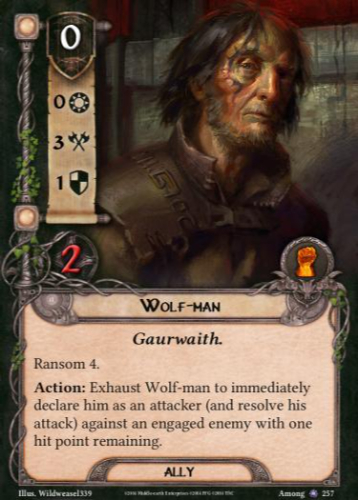 0
0
3
1
2
Wolf-man
Gaurwaith.
Ransom 4.
Action: Exhaust Wolf-man to immediately
declare him as an attacker (and resolve his
attack) against an engaged enemy with one
hit point remaining.
ALLY
Illus. Wildweasel339
Among 257